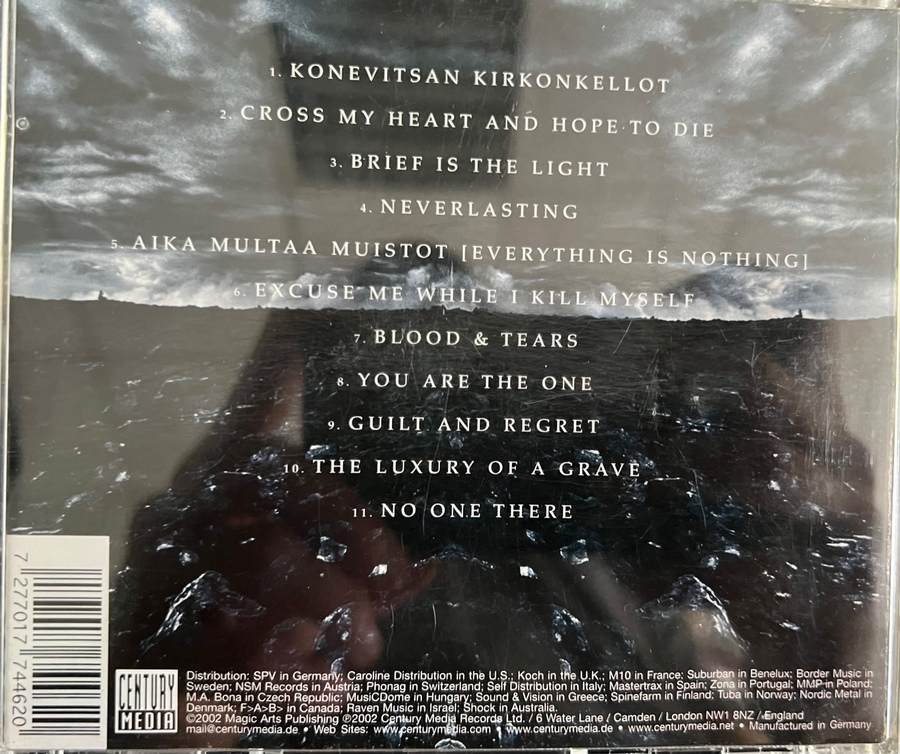 1. KONEVITSAN KIRKONKELLOT
2. CROSS MY HEART AND HOPE TO DIE
3. BRIEF IS THE LIGHT
4. NEVERLASTING
5. AIKA MULTAA MUISTOT [EVERYTHING IS NOTHING]
6. EXCUSE ME WHILE I KILL MYSELF
7. BLOOD & TEARS
8. YOU ARE THE ONE
9. GUILT AND REGRET
10. THE LUXURY OF A GRAVE
11. NO ONE THERE
7 27701 7 74462 0
CENTURY
MEDIA
Distribution: SPV in Germany; Caroline Distribution in the U.S.; Koch in the U.K.; M10 in France; Suburban in Benelux; Border Music in
Sweden; NSM Records in Austria; Phonag in Switzerland; Self Distribution in Italy; Mastertrax in Spain; Zona in Portugal; MMP in Poland;
M.A. Bona in Czech Republic; MusiCDome in Hungary; Sound & Vision in Greece; Spinefarm in Finland; Tuba in Norway; Nordic Metal in
Denmark; F>A>B> in Canada; Raven Music in Israel; Shock in Australia.
©2002 Magic Arts Publishing ℗2002 Century Media Records Ltd. / 6 Water Lane / Camden / London NW1 8NZ / England
mail@centurymedia.de • Web Sites: www.centurymedia.com • www.centurymedia.de • www.centurymedia.net • Manufactured in Germany